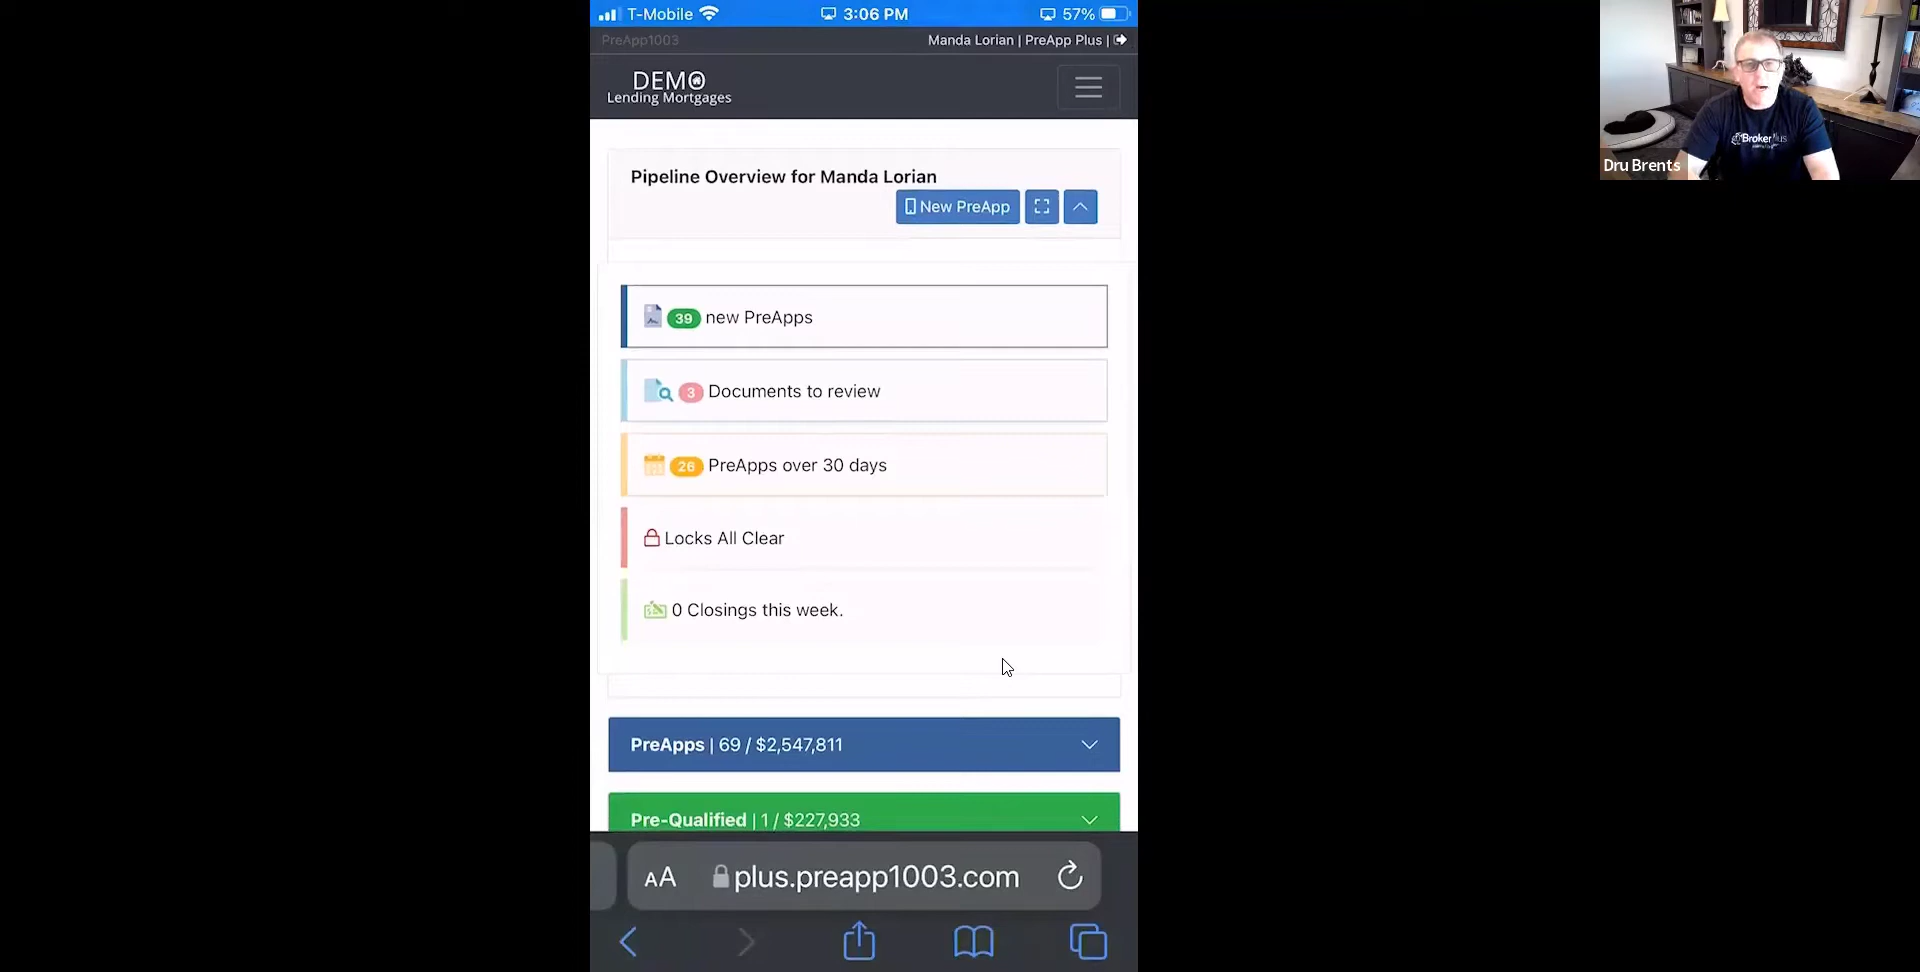 T-Mobile 3:06 PM 57%
PreApp1003 Manda Lorian | PreApp Plus |
DEMO
Lending Mortgages
Pipeline Overview for Manda Lorian
New PreApp
39 new PreApps
3 Documents to review
26 PreApps over 30 days
Locks All Clear
0 Closings this week.
PreApps | 69 / $2,547,811
Pre-Qualified | 1 / $227,933
AA plus.preapp1003.com
BrokerPlus
Dru Brents